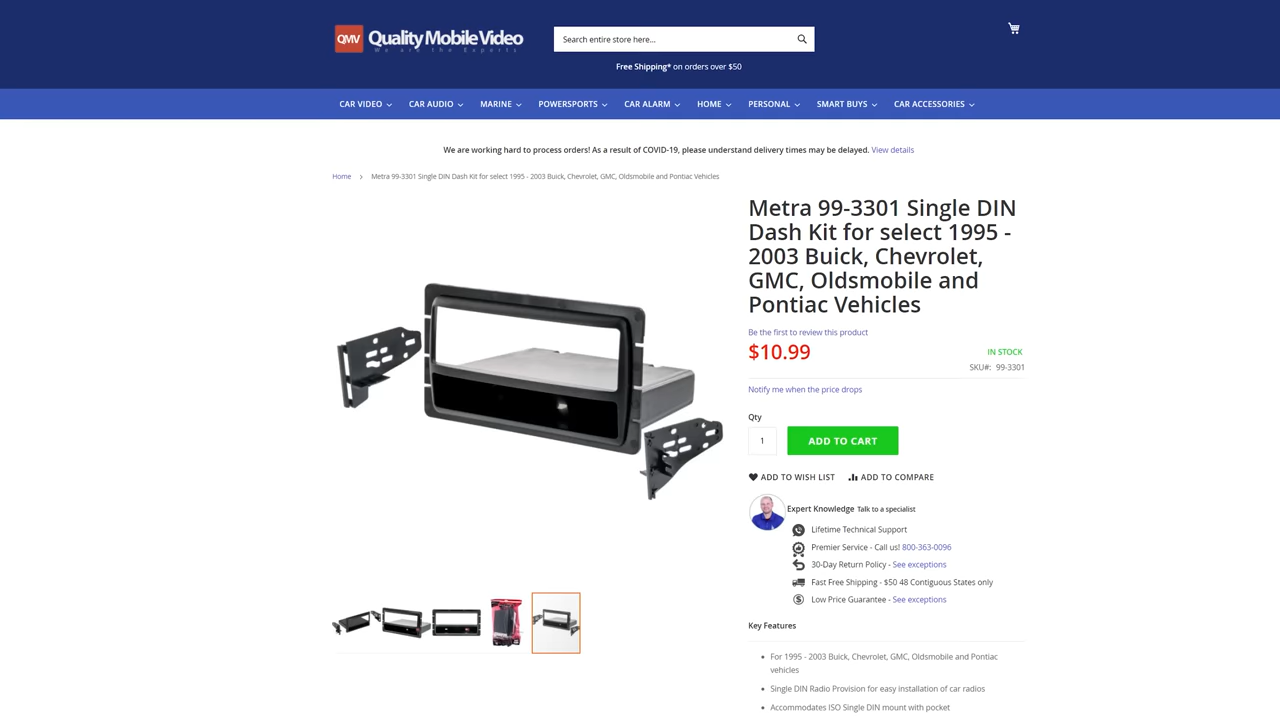 QMV Quality Mobile Video
We are the Experts
Search entire store here...
Free Shipping* on orders over $50
CAR VIDEO CAR AUDIO MARINE POWERSPORTS CAR ALARM HOME PERSONAL SMART BUYS CAR ACCESSORIES
We are working hard to process orders! As a result of COVID-19, please understand delivery times may be delayed. View details
Home > Metra 99-3301 Single DIN Dash Kit for select 1995 - 2003 Buick, Chevrolet, GMC, Oldsmobile and Pontiac Vehicles
Metra 99-3301 Single DIN
Dash Kit for select 1995 -
2003 Buick, Chevrolet,
GMC, Oldsmobile and
Pontiac Vehicles
Be the first to review this product
$10.99
IN STOCK
SKU#: 99-3301
Notify me when the price drops
Qty
1
ADD TO CART
ADD TO WISH LIST ADD TO COMPARE
Expert Knowledge Talk to a specialist
Lifetime Technical Support
Premier Service - Call us! 800-363-0096
30-Day Return Policy - See exceptions
Fast Free Shipping - $50 48 Contiguous States only
Low Price Guarantee - See exceptions
Key Features
For 1995 - 2003 Buick, Chevrolet, GMC, Oldsmobile and Pontiac
vehicles
Single DIN Radio Provision for easy installation of car radios
Accommodates ISO Single DIN mount with pocket